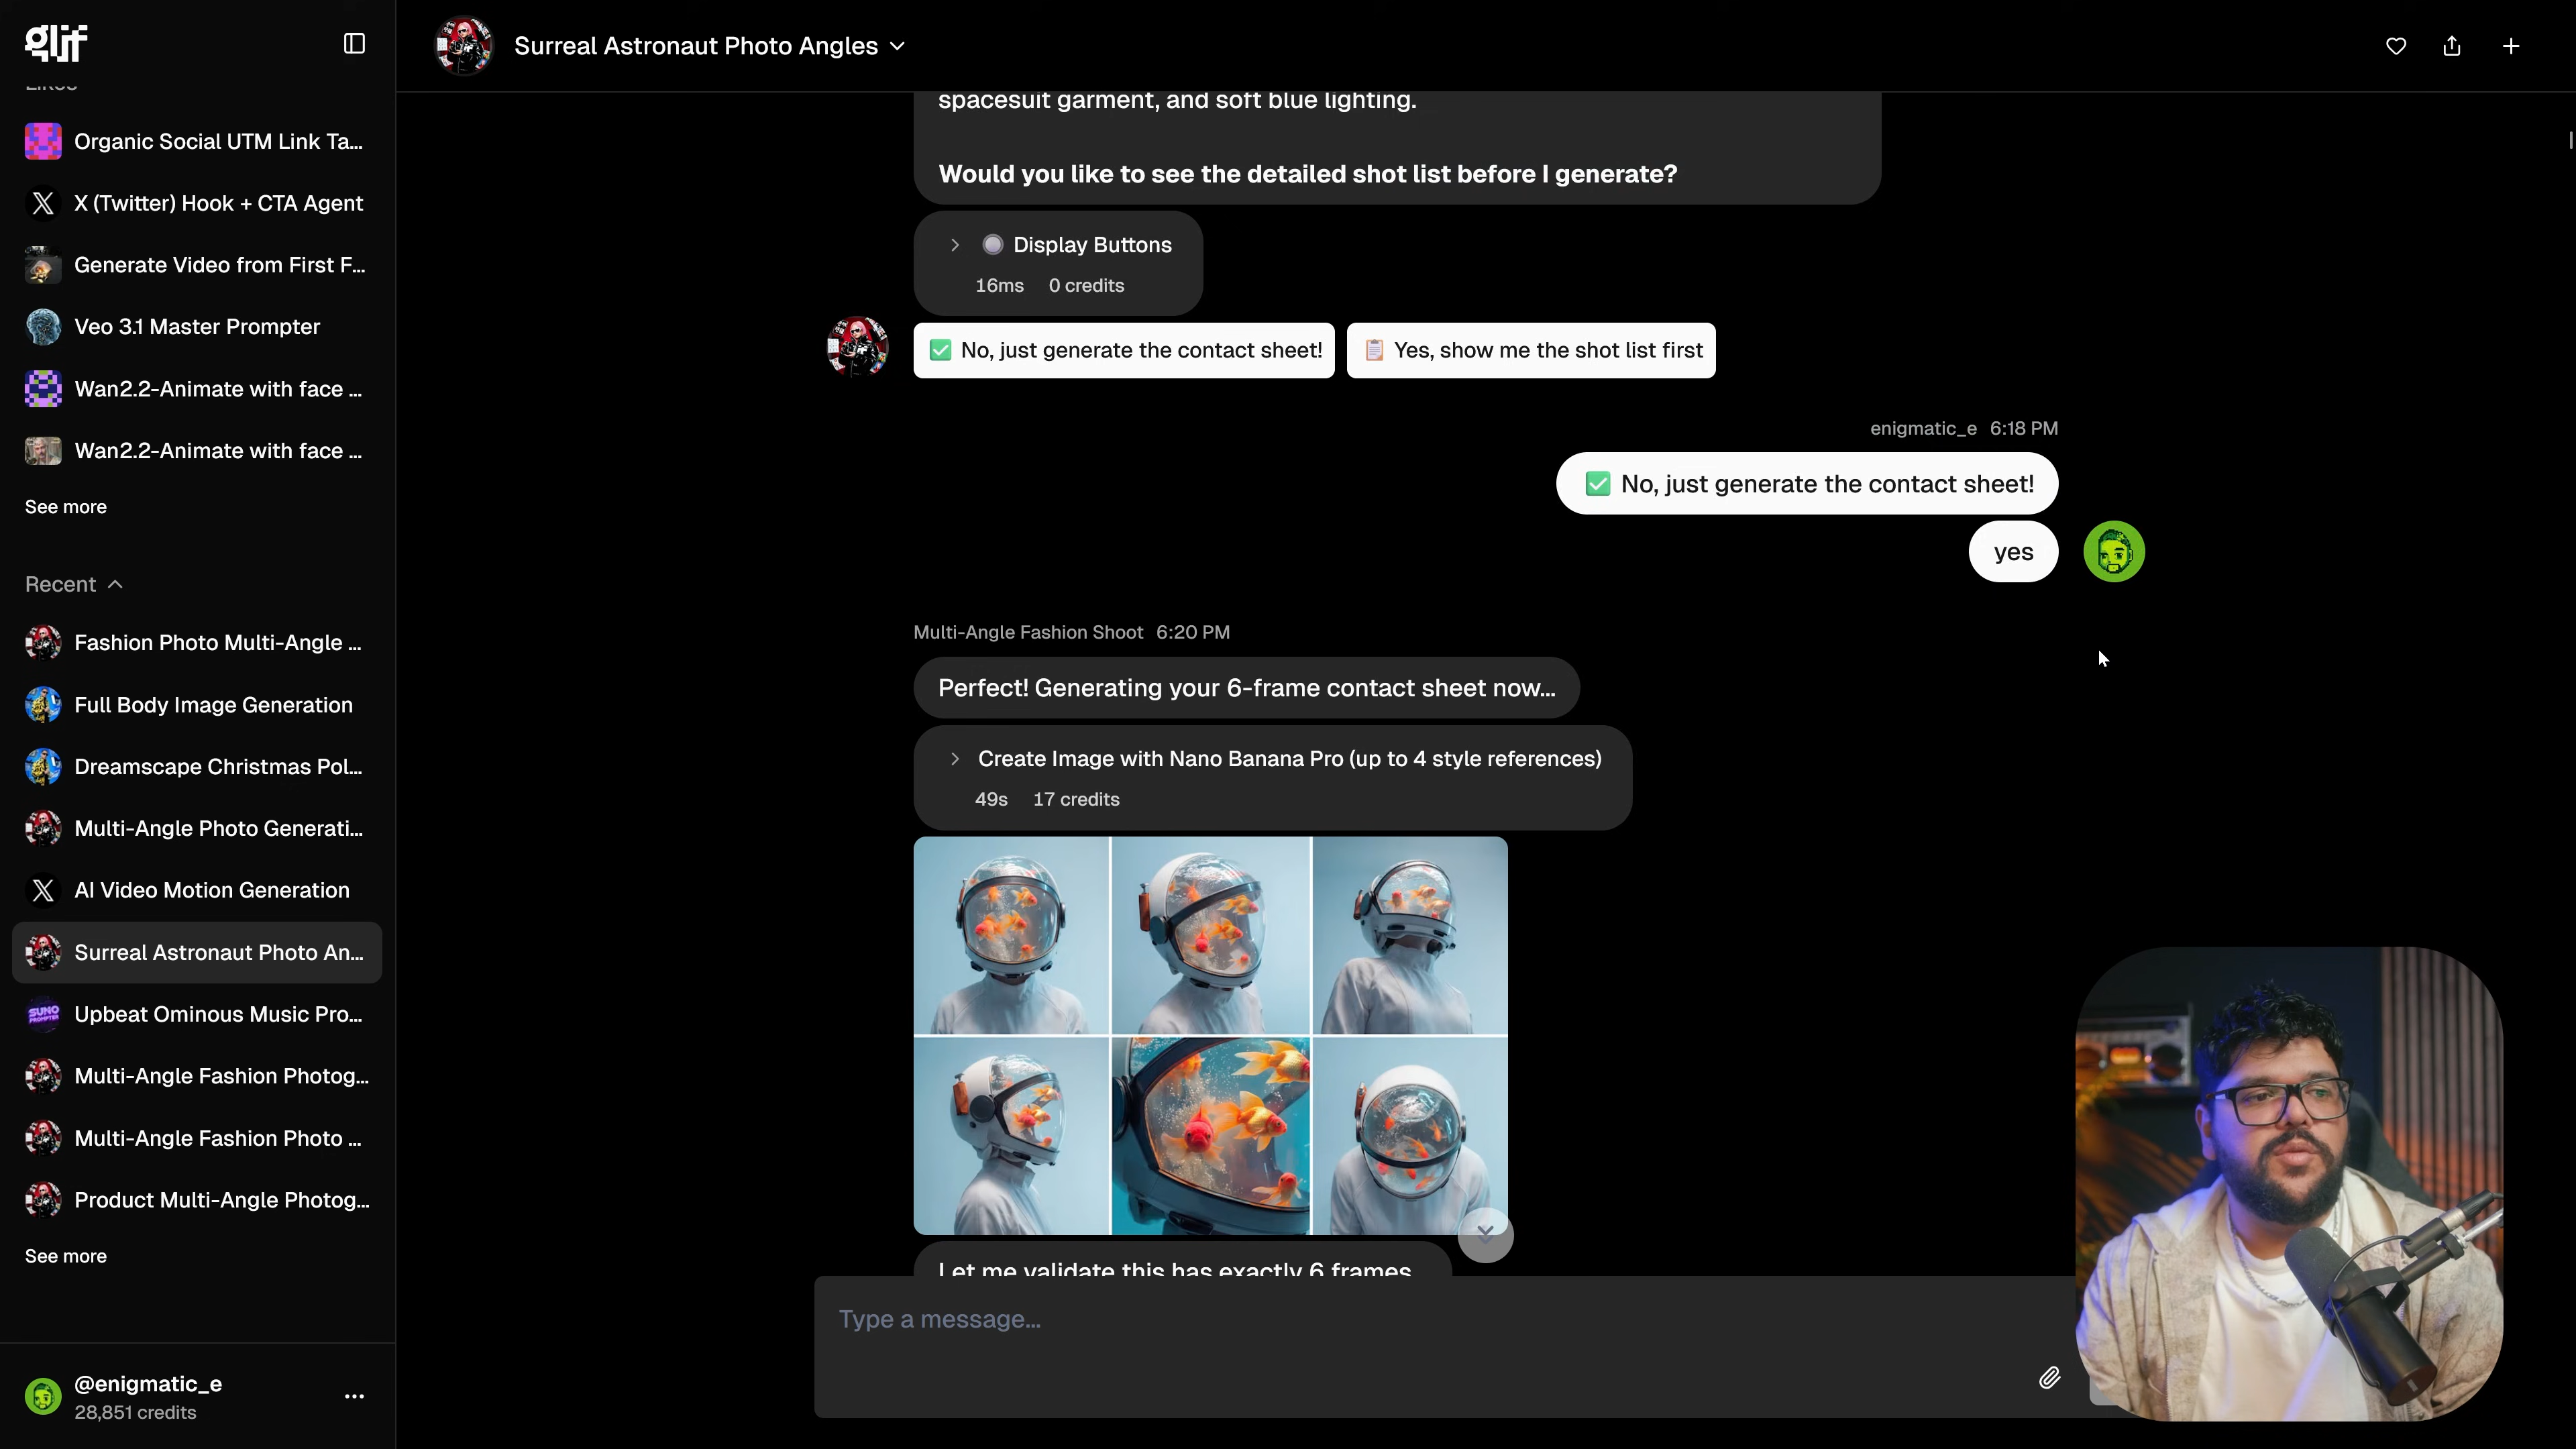 glif
Likes
Organic Social UTM Link Ta...
X (Twitter) Hook + CTA Agent
Generate Video from First F...
Veo 3.1 Master Prompter
Wan2.2-Animate with face ...
Wan2.2-Animate with face ...
See more
Recent
Fashion Photo Multi-Angle ...
Full Body Image Generation
Dreamscape Christmas Pol...
Multi-Angle Photo Generati...
AI Video Motion Generation
Surreal Astronaut Photo An...
SUNO
PROMPTER
Upbeat Ominous Music Pro...
Multi-Angle Fashion Photog...
Multi-Angle Fashion Photo ...
Product Multi-Angle Photog...
See more
@enigmatic_e
28,851 credits
Surreal Astronaut Photo Angles
spacesuit garment, and soft blue lighting.
Would you like to see the detailed shot list before I generate?
Display Buttons
16ms 0 credits
✅ No, just generate the contact sheet!
📋 Yes, show me the shot list first
enigmatic_e 6:18 PM
✅ No, just generate the contact sheet!
yes
Multi-Angle Fashion Shoot 6:20 PM
Perfect! Generating your 6-frame contact sheet now...
Create Image with Nano Banana Pro (up to 4 style references)
49s 17 credits
Let me validate this has exactly 6 frames
Type a message...